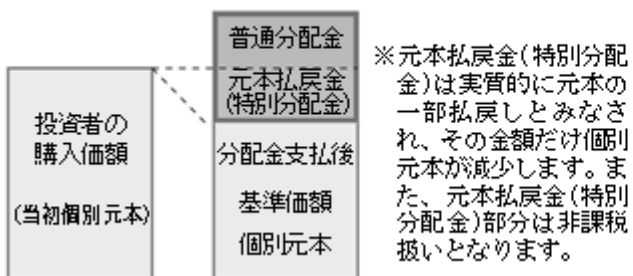 投資者の
購入価額
(当初個別元本)
普通分配金
元本払戻金
(特別分配金)
分配金支払後
基準価額
個別元本
※元本払戻金(特別分配
金)は実質的に元本の
一部払戻しとみなさ
れ、その金額だけ個別
元本が減少します。ま
た、元本払戻金(特別
分配金)部分は非課税
扱いとなります。